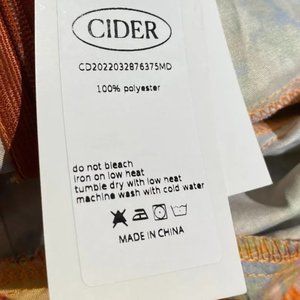 CIDER
CD2022032876375MD
100% polyester
do not bleach
iron on low heat
tumble dry with low heat
machine wash with cold water
MADE IN CHINA